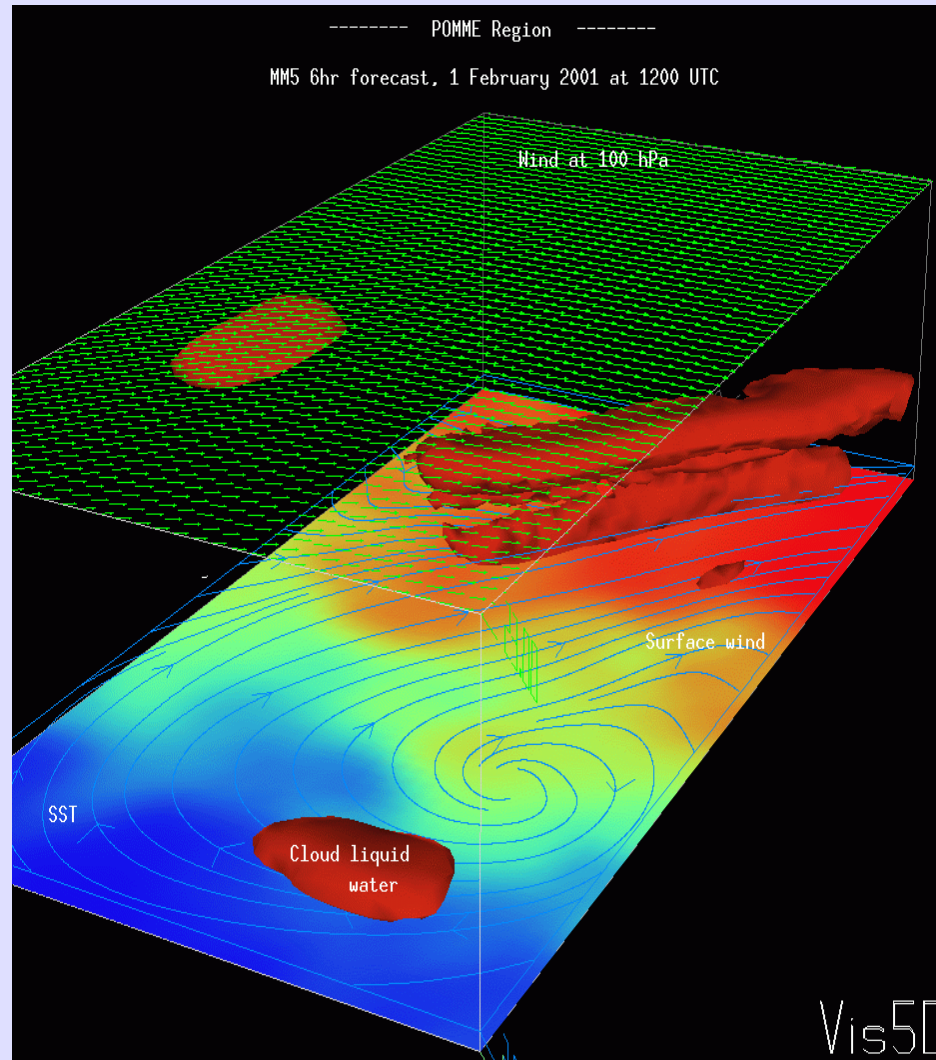 -------- POMME Region --------
MM5 6hr forecast, 1 February 2001 at 1200 UTC
Wind at 100 hPa
Surface wind
SST
Cloud liquid
water
Vis5D